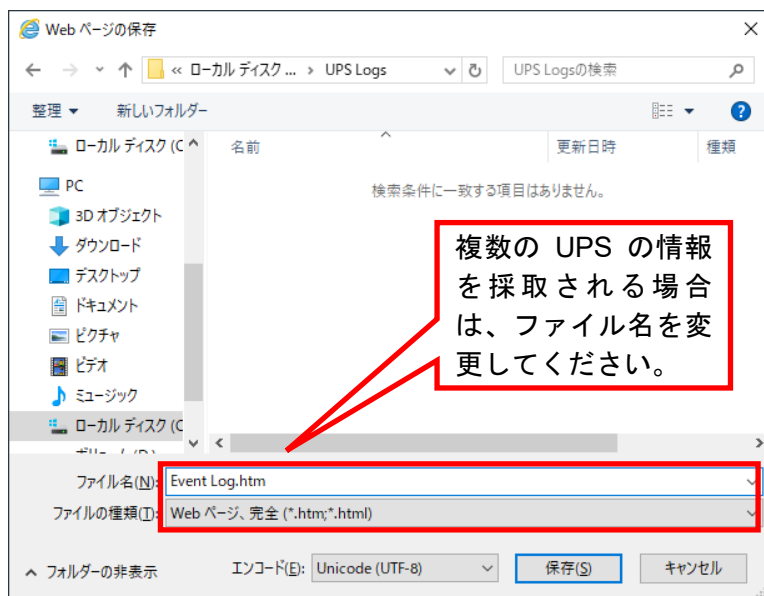 Web ページの保存
« ローカル ディスク ... › UPS Logs
UPS Logsの検索
整理
新しいフォルダー
ローカル ディスク (C
名前
更新日時
種類
検索条件に一致する項目はありません。
PC
3D オブジェクト
ダウンロード
デスクトップ
ドキュメント
ピクチャ
ビデオ
ミュージック
ローカル ディスク (C
複数の UPS の情報
を採取される場合
は、ファイル名を変
更してください。
ファイル名(N):
Event Log.htm
ファイルの種類(T):
Web ページ、完全 (*.htm;*.html)
フォルダーの非表示
エンコード(E):
Unicode (UTF-8)
保存(S)
キャンセル